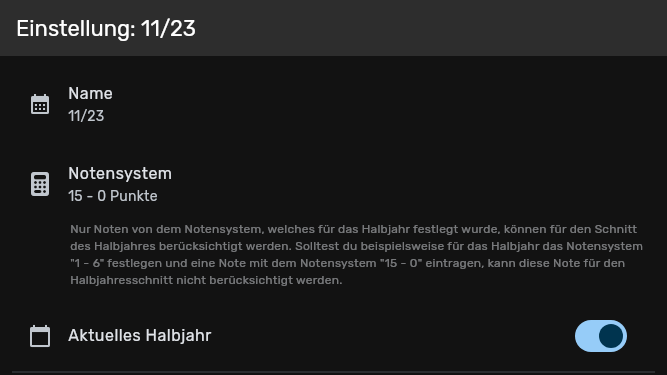 Einstellung: 11/23
Name
11/23
Notensystem
15 - 0 Punkte
Nur Noten von dem Notensystem, welches für das Halbjahr festlegt wurde, können für den Schnitt
des Halbjahres berücksichtigt werden. Solltest du beispielsweise für das Halbjahr das Notensystem
"1 - 6" festlegen und eine Note mit dem Notensystem "15 - 0" eintragen, kann diese Note für den
Halbjahresschnitt nicht berücksichtigt werden.
Aktuelles Halbjahr